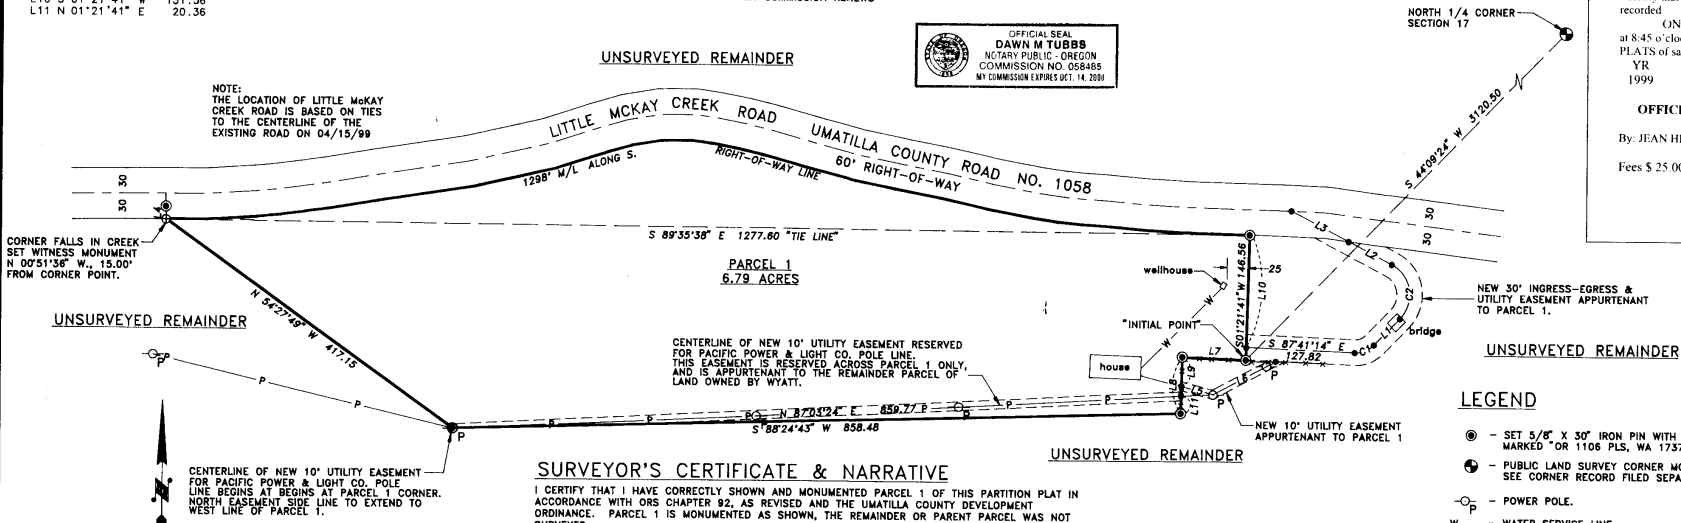 L11 N 01°21'41" E 20.36
NORTH 1/4 CORNER
SECTION 17
recorded
at 8:45 o'cloc
PLATS of sa
YR
1999
OFFIC
By: JEAN HE
Fees $ 25.00
OFFICIAL SEAL
DAWN M TUBBS
NOTARY PUBLIC - OREGON
COMMISSION NO. 058485
MY COMMISSION EXPIRES OCT. 14, 2000
UNSURVEYED REMAINDER
NOTE:
THE LOCATION OF LITTLE McKAY
CREEK ROAD IS BASED ON TIES
TO THE CENTERLINE OF THE
EXISTING ROAD ON 04/15/99
LITTLE MCKAY CREEK ROAD UMATILLA COUNTY ROAD NO. 1058
1298' M/L ALONG S. RIGHT-OF-WAY LINE
60' RIGHT-OF-WAY
S 44°09'24" W 3120.50
30
30
30
30
CORNER FALLS IN CREEK
SET WITNESS MONUMENT
N 00°51'36" W., 15.00'
FROM CORNER POINT.
S 89°35'38" E 1277.60 "TIE LINE"
PARCEL 1
6.79 ACRES
wellhouse
25
S01°21'41"W 146.56
L10
L3
L2
C2
L1
C1
bridge
NEW 30' INGRESS-EGRESS &
UTILITY EASEMENT APPURTENANT
TO PARCEL 1.
N 54°27'49" W 417.15
UNSURVEYED REMAINDER
"INITIAL POINT"
S 87°41'14" E
127.82
W
W
L7
house
L9
L8
L5
L6
L11
P
UNSURVEYED REMAINDER
CENTERLINE OF NEW 10' UTILITY EASEMENT RESERVED
FOR PACIFIC POWER & LIGHT CO. POLE LINE.
THIS EASEMENT IS RESERVED ACROSS PARCEL 1 ONLY,
AND IS APPURTENANT TO THE REMAINDER PARCEL OF
LAND OWNED BY WYATT.
P
P
P
P
P
P
P
N 87°03'24" E 859.77 P
P
P
P
P
S 88°24'43" W 858.48
NEW 10' UTILITY EASEMENT
APPURTENANT TO PARCEL 1
UNSURVEYED REMAINDER
CENTERLINE OF NEW 10' UTILITY EASEMENT
FOR PACIFIC POWER & LIGHT CO. POLE
LINE BEGINS AT BEGINS AT PARCEL 1 CORNER.
NORTH EASEMENT SIDE LINE TO EXTEND TO
WEST LINE OF PARCEL 1.
N
SURVEYOR'S CERTIFICATE & NARRATIVE
I CERTIFY THAT I HAVE CORRECTLY SHOWN AND MONUMENTED PARCEL 1 OF THIS PARTITION PLAT IN
ACCORDANCE WITH ORS CHAPTER 92, AS REVISED AND THE UMATILLA COUNTY DEVELOPMENT
ORDINANCE. PARCEL 1 IS MONUMENTED AS SHOWN, THE REMAINDER OR PARENT PARCEL WAS NOT
LEGEND
- SET 5/8" X 30" IRON PIN WITH
MARKED "OR 1106 PLS, WA 1737
- PUBLIC LAND SURVEY CORNER MO
SEE CORNER RECORD FILED SEPA
P - POWER POLE.